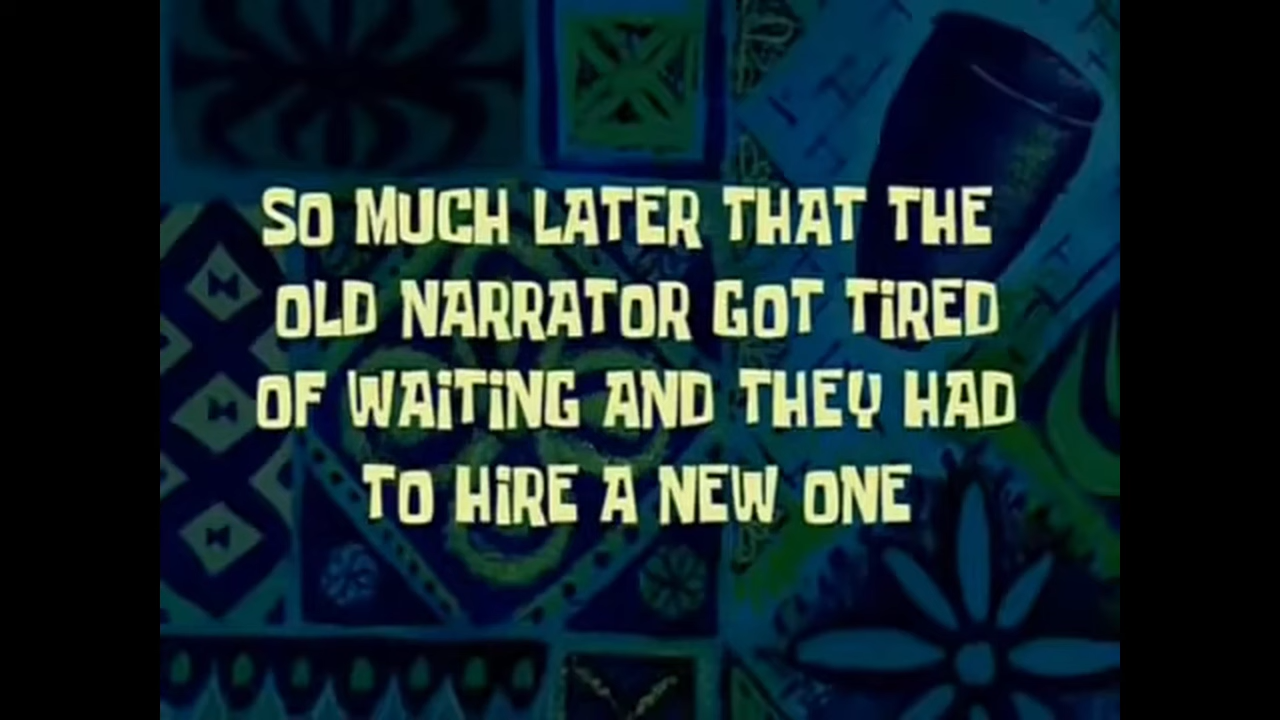 SO MUCH LATER THAT THE
OLD NARRATOR GOT TiRED
OF WAiTiNG AND THEY HAD
TO HiRE A NEW ONE